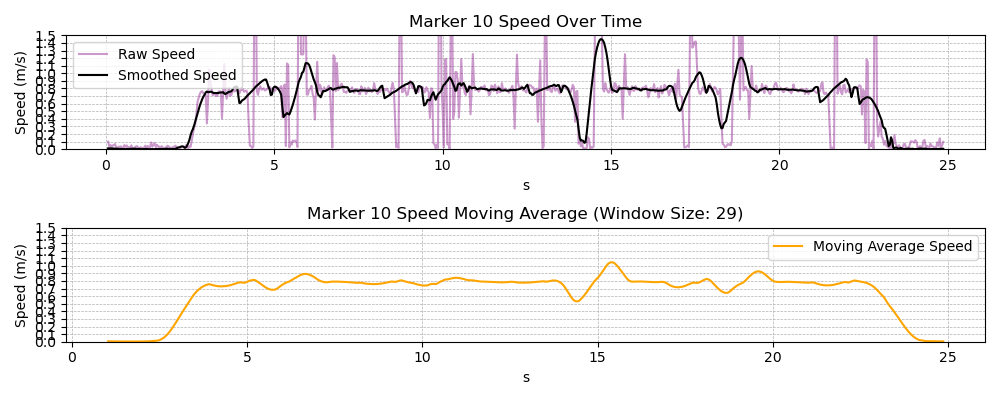 Marker 10 Speed Over Time
Speed (m/s)
1.5
1.4
1.3
1.2
1.1
1.0
0.9
0.8
0.7
0.6
0.5
0.4
0.3
0.2
0.1
0.0
Raw Speed
Smoothed Speed
0 5 10 15 20 25
s
Marker 10 Speed Moving Average (Window Size: 29)
Speed (m/s)
1.5
1.4
1.3
1.2
1.1
1.0
0.9
0.8
0.7
0.6
0.5
0.4
0.3
0.2
0.1
0.0
Moving Average Speed
0 5 10 15 20 25
s